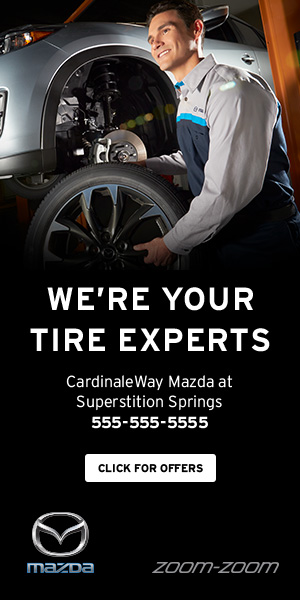 WE'RE YOUR
TIRE EXPERTS
CardinaleWay Mazda at
Superstition Springs
555-555-5555
CLICK FOR OFFERS
mazda
zoom-zoom